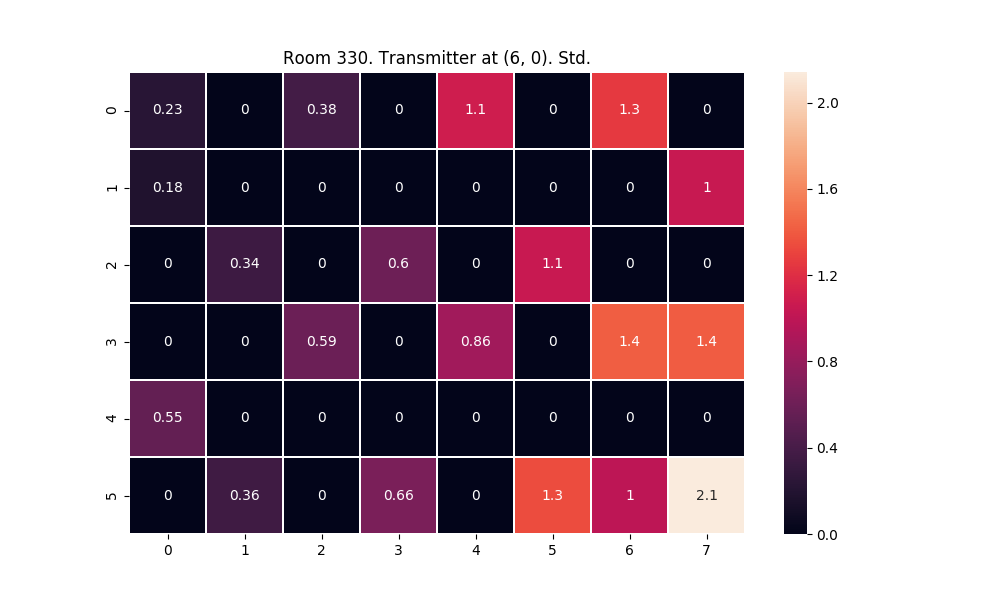 Room 330. Transmitter at (6, 0). Std.
0 0.23 0 0.38 0 1.1 0 1.3 0
1 0.18 0 0 0 0 0 0 1
2 0 0.34 0 0.6 0 1.1 0 0
3 0 0 0.59 0 0.86 0 1.4 1.4
4 0.55 0 0 0 0 0 0 0
5 0 0.36 0 0.66 0 1.3 1 2.1
0 1 2 3 4 5 6 7
2.0
1.6
1.2
0.8
0.4
0.0